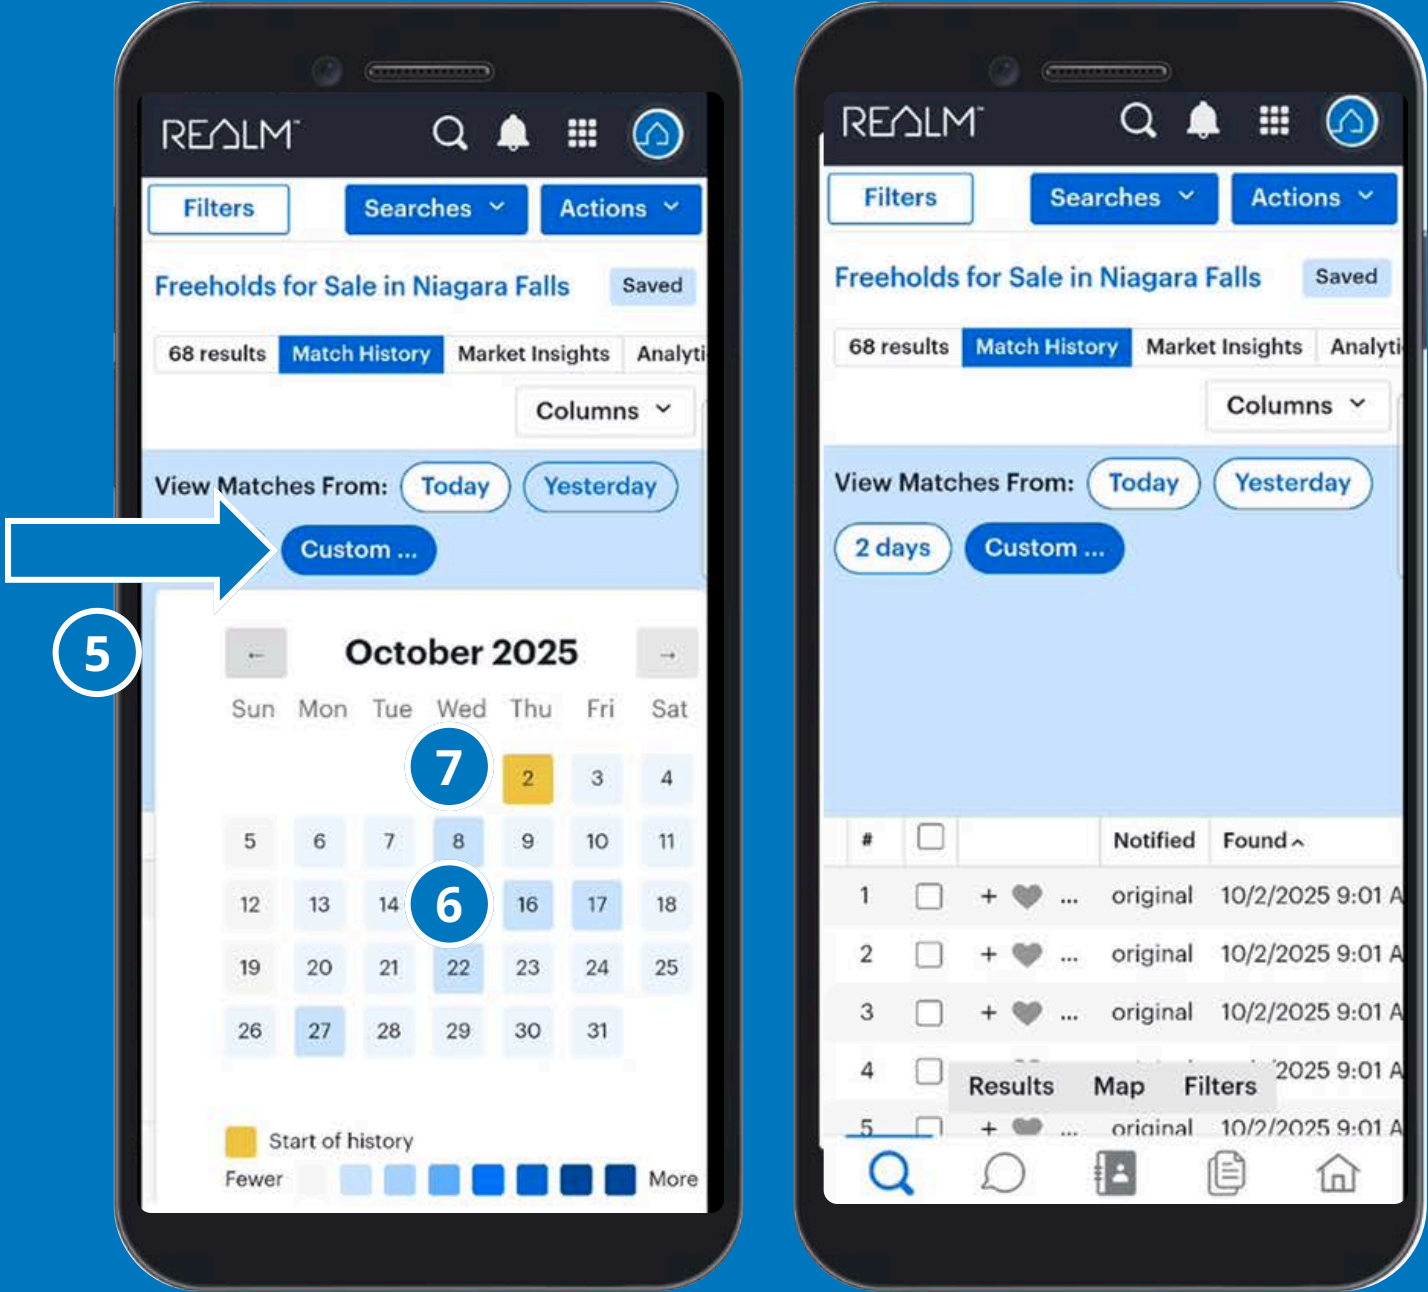 REALM™
Filters
Searches
Actions
Freeholds for Sale in Niagara Falls
Saved
68 results
Match History
Market Insights
Analyti
Columns
View Matches From:
Today
Yesterday
Custom ...
5
← October 2025 →
Sun Mon Tue Wed Thu Fri Sat
7 2 3 4
5 6 7 8 9 10 11
12 13 14 6 16 17 18
19 20 21 22 23 24 25
26 27 28 29 30 31
Start of history
Fewer More
REALM™
Filters
Searches
Actions
Freeholds for Sale in Niagara Falls
Saved
68 results
Match History
Market Insights
Analyti
Columns
View Matches From:
Today
Yesterday
2 days
Custom ...
# Notified Found
1 + ... original 10/2/2025 9:01 A
2 + ... original 10/2/2025 9:01 A
3 + ... original 10/2/2025 9:01 A
4 2025 9:01 A
Results Map Filters
5 + ... original 10/2/2025 9:01 A